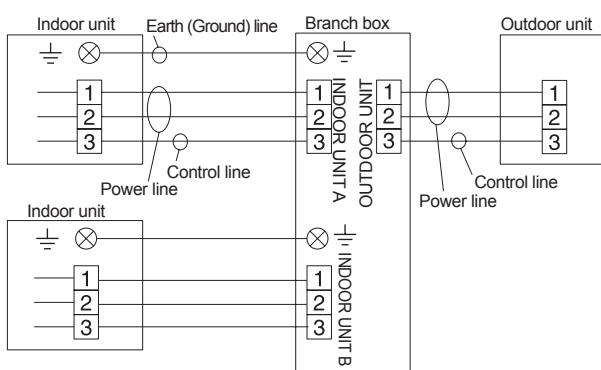 Indoor unit Earth (Ground) line Branch box Outdoor unit
1 1 1 1
2 2 2 2
3 3 3 3
INDOOR UNIT A
OUTDOOR UNIT
Control line
Power line
Control line
Power line
Indoor unit
1 1
2 2
3 3
INDOOR UNIT B